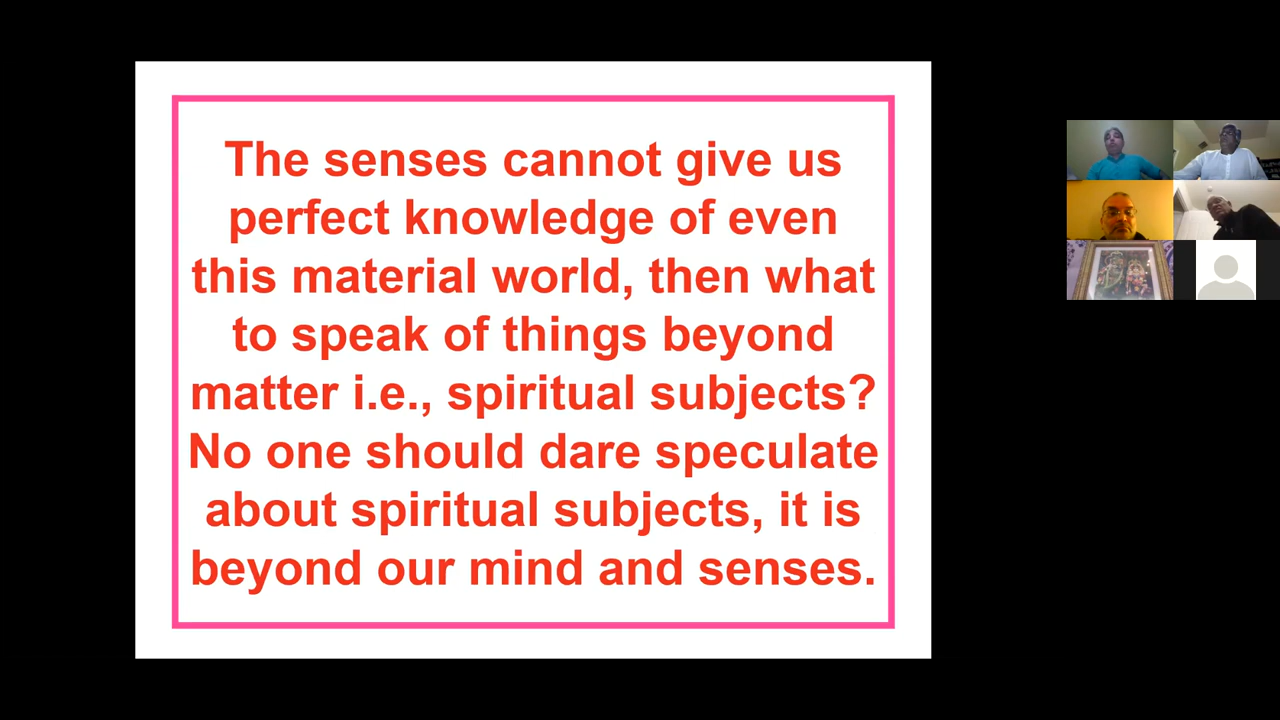 The senses cannot give us
perfect knowledge of even
this material world, then what
to speak of things beyond
matter i.e., spiritual subjects?
No one should dare speculate
about spiritual subjects, it is
beyond our mind and senses.